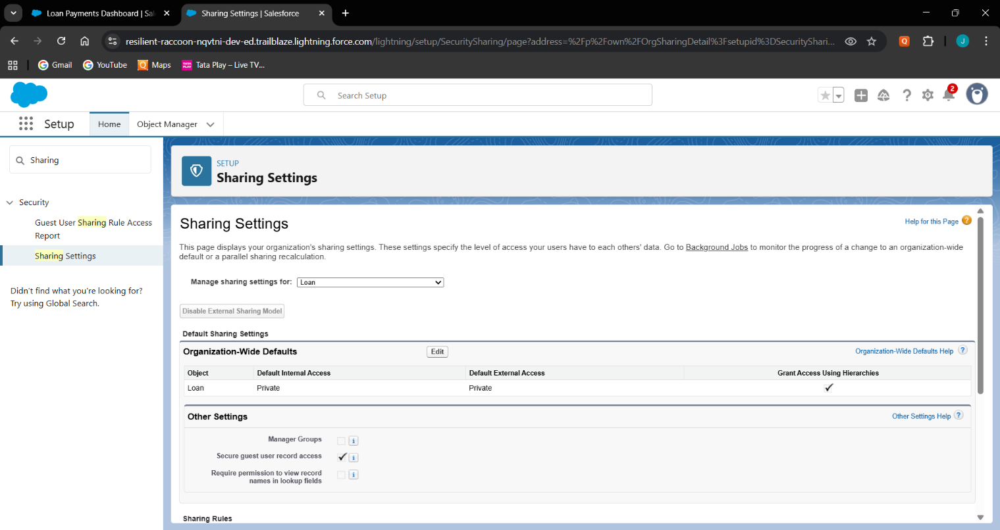 Loan Payments Dashboard | Sal
Sharing Settings | Salesforce
resilient-raccoon-nqvtni-dev-ed.trailblaze.lightning.force.com/lightning/setup/SecuritySharing/page?address=%2Fp%2Fown%2FOrgSharingDetail%3Fsetupid%3DSecurityShari...
Q
J
Gmail
YouTube
Maps
Tata Play – Live TV...
Search Setup
2
Setup
Home
Object Manager
Sharing
SETUP
Sharing Settings
Security
Guest User Sharing Rule Access
Report
Sharing Settings
Didn't find what you're looking for?
Try using Global Search.
Sharing Settings
Help for this Page ?
This page displays your organization's sharing settings. These settings specify the level of access your users have to each others' data. Go to Background Jobs to monitor the progress of a change to an organization-wide
default or a parallel sharing recalculation.
Manage sharing settings for: Loan
Disable External Sharing Model
Default Sharing Settings
Organization-Wide Defaults Edit Organization-Wide Defaults Help ?
Object Default Internal Access Default External Access Grant Access Using Hierarchies
Loan Private Private
Other Settings Other Settings Help ?
Manager Groups i
Secure guest user record access i
Require permission to view record i
names in lookup fields
Sharing Rules